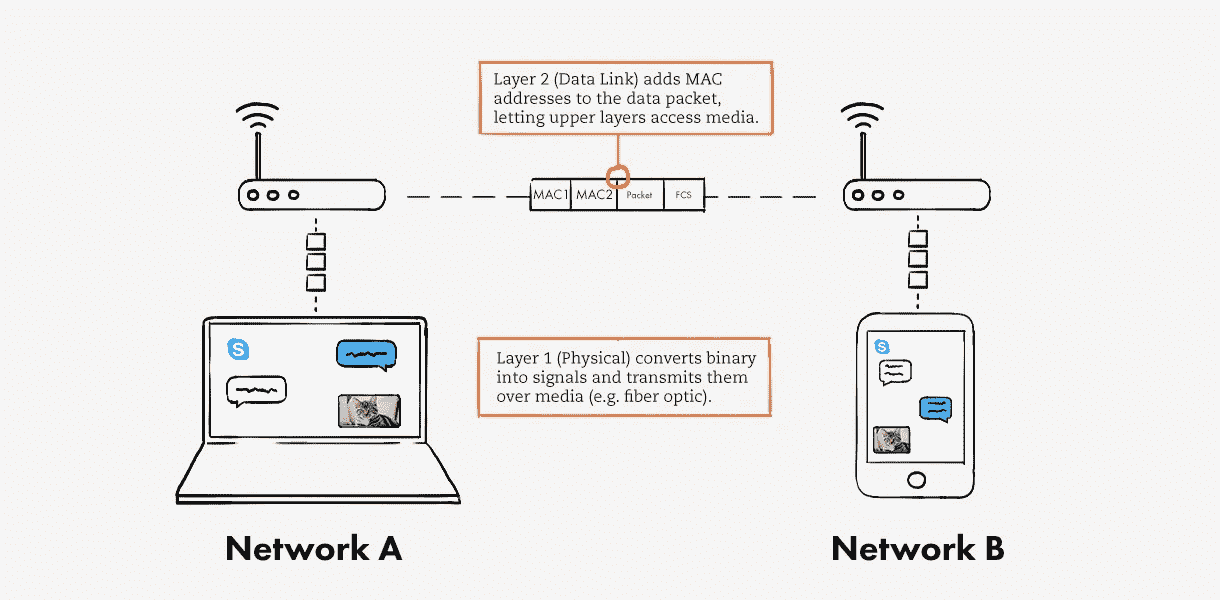 Layer 2 (Data Link) adds MAC
addresses to the data packet,
letting upper layers access media.
MAC1 MAC2 Packet FCS
Layer 1 (Physical) converts binary
into signals and transmits them
over media (e.g. fiber optic).
S
S
Network A
Network B